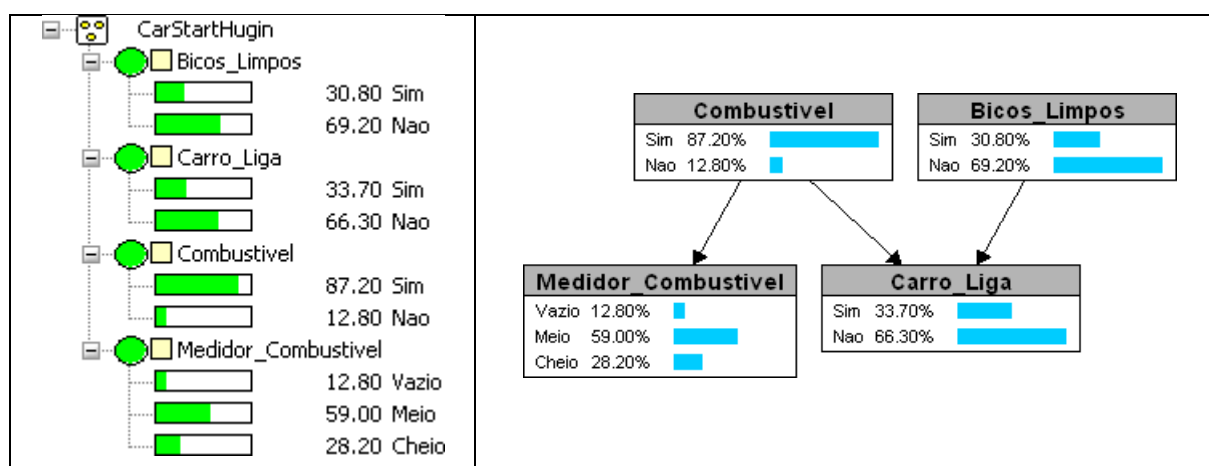 CarStartHugin
Bicos_Limpos
30.80 Sim
69.20 Nao
Carro_Liga
33.70 Sim
66.30 Nao
Combustivel
87.20 Sim
12.80 Nao
Medidor_Combustivel
12.80 Vazio
59.00 Meio
28.20 Cheio
Combustivel
Sim 87.20%
Nao 12.80%
Bicos_Limpos
Sim 30.80%
Nao 69.20%
Medidor_Combustivel
Vazio 12.80%
Meio 59.00%
Cheio 28.20%
Carro_Liga
Sim 33.70%
Nao 66.30%